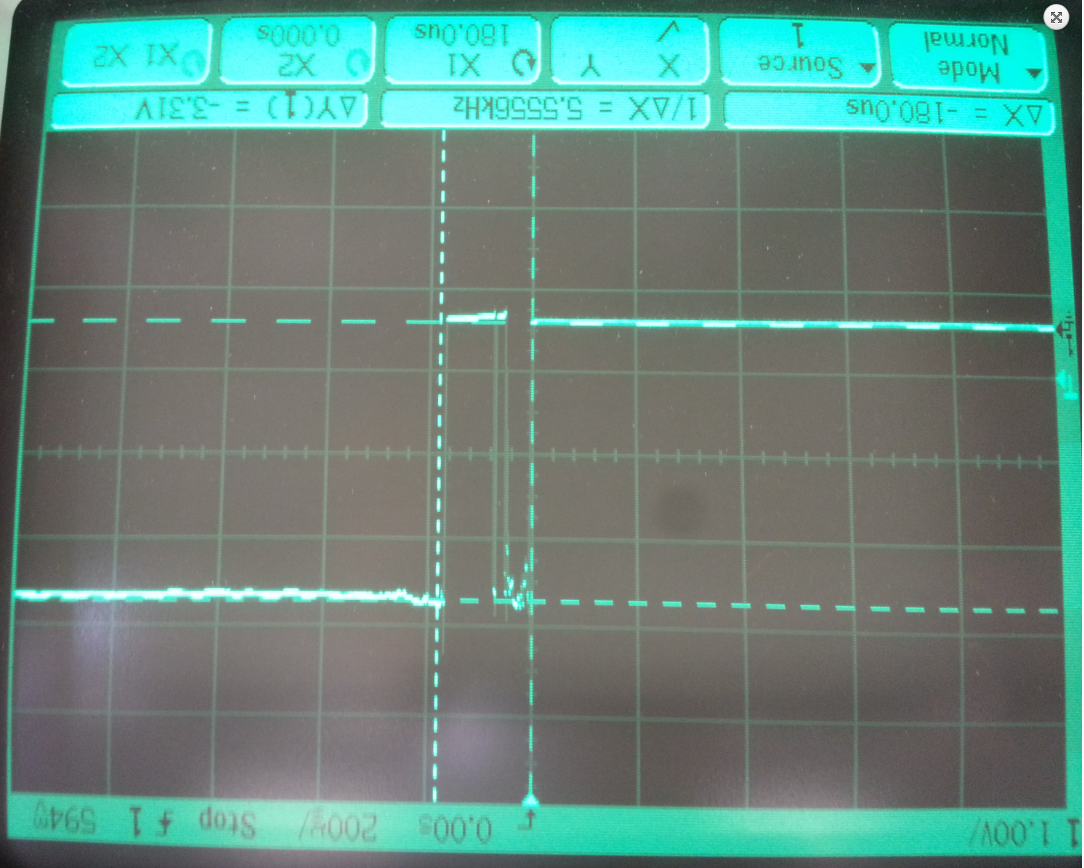 1 1.00V/ 0.00s 200µs/ Stop ƒ 1 594mV
ΔX = -180.0us 1/ΔX = 5.5556kHz ΔY(1) = -3.31V
Mode Source X Y X1 X2 X1 X2
Normal 1 ✓ 180.0us 0.000s